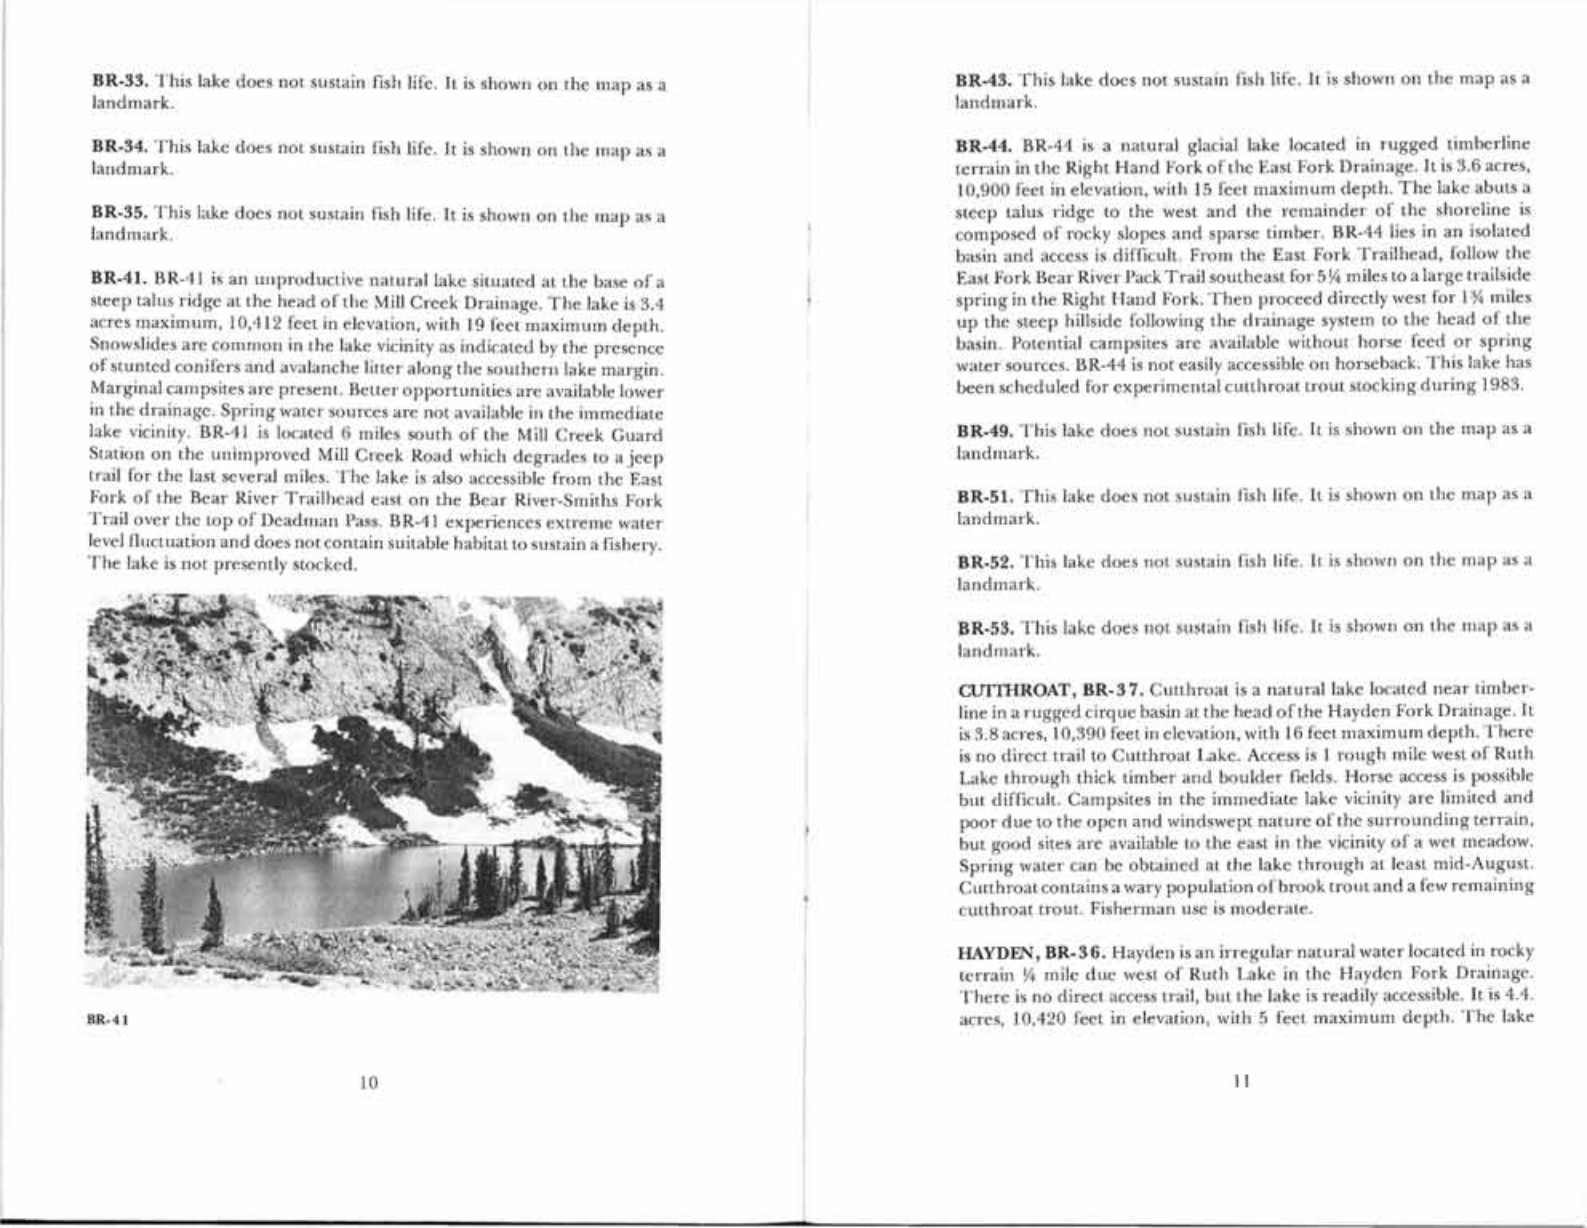 BR-33. This lake does not sustain fish life. It is shown on the map as a
landmark.
BR-34. This lake does not sustain fish life. It is shown on the map as a
landmark.
BR-35. This lake does not sustain fish life. It is shown on the map as a
landmark.
BR-41. BR-41 is an unproductive natural lake situated at the base of a
steep talus ridge at the head of the Mill Creek Drainage. The lake is 3.4
acres maximum, 10,412 feet in elevation, with 19 feet maximum depth.
Snowslides are common in the lake vicinity as indicated by the presence
of stunted conifers and avalanche litter along the southern lake margin.
Marginal campsites are present. Better opportunities are available lower
in the drainage. Spring water sources are not available in the immediate
lake vicinity. BR-41 is located 6 miles south of the Mill Creek Guard
Station on the unimproved Mill Creek Road which degrades to a jeep
trail for the last several miles. The lake is also accessible from the East
Fork of the Bear River Trailhead east on the Bear River-Smiths Fork
Trail over the top of Deadman Pass. BR-41 experiences extreme water
level fluctuation and does not contain suitable habitat to sustain a fishery.
The lake is not presently stocked.
BR-41
10
BR-43. This lake does not sustain fish life. It is shown on the map as a
landmark.
BR-44. BR-44 is a natural glacial lake located in rugged timberline
terrain in the Right Hand Fork of the East Fork Drainage. It is 3.6 acres,
10,900 feet in elevation, with 15 feet maximum depth. The lake abuts a
steep talus ridge to the west and the remainder of the shoreline is
composed of rocky slopes and sparse timber. BR-44 lies in an isolated
basin and access is difficult. From the East Fork Trailhead, follow the
East Fork Bear River Pack Trail southeast for 5¼ miles to a large trailside
spring in the Right Hand Fork. Then proceed directly west for 1¾ miles
up the steep hillside following the drainage system to the head of the
basin. Potential campsites are available without horse feed or spring
water sources. BR-44 is not easily accessible on horseback. This lake has
been scheduled for experimental cutthroat trout stocking during 1983.
BR-49. This lake does not sustain fish life. It is shown on the map as a
landmark.
BR-51. This lake does not sustain fish life. It is shown on the map as a
landmark.
BR-52. This lake does not sustain fish life. It is shown on the map as a
landmark.
BR-53. This lake does not sustain fish life. It is shown on the map as a
landmark.
CUTTHROAT, BR-37. Cutthroat is a natural lake located near timber-
line in a rugged cirque basin at the head of the Hayden Fork Drainage. It
is 3.8 acres, 10,390 feet in elevation, with 16 feet maximum depth. There
is no direct trail to Cutthroat Lake. Access is 1 rough mile west of Ruth
Lake through thick timber and boulder fields. Horse access is possible
but difficult. Campsites in the immediate lake vicinity are limited and
poor due to the open and windswept nature of the surrounding terrain,
but good sites are available to the east in the vicinity of a wet meadow.
Spring water can be obtained at the lake through at least mid-August.
Cutthroat contains a wary population of brook trout and a few remaining
cutthroat trout. Fisherman use is moderate.
HAYDEN, BR-36. Hayden is an irregular natural water located in rocky
terrain ¼ mile due west of Ruth Lake in the Hayden Fork Drainage.
There is no direct access trail, but the lake is readily accessible. It is 4.4.
acres, 10,420 feet in elevation, with 5 feet maximum depth. The lake
11